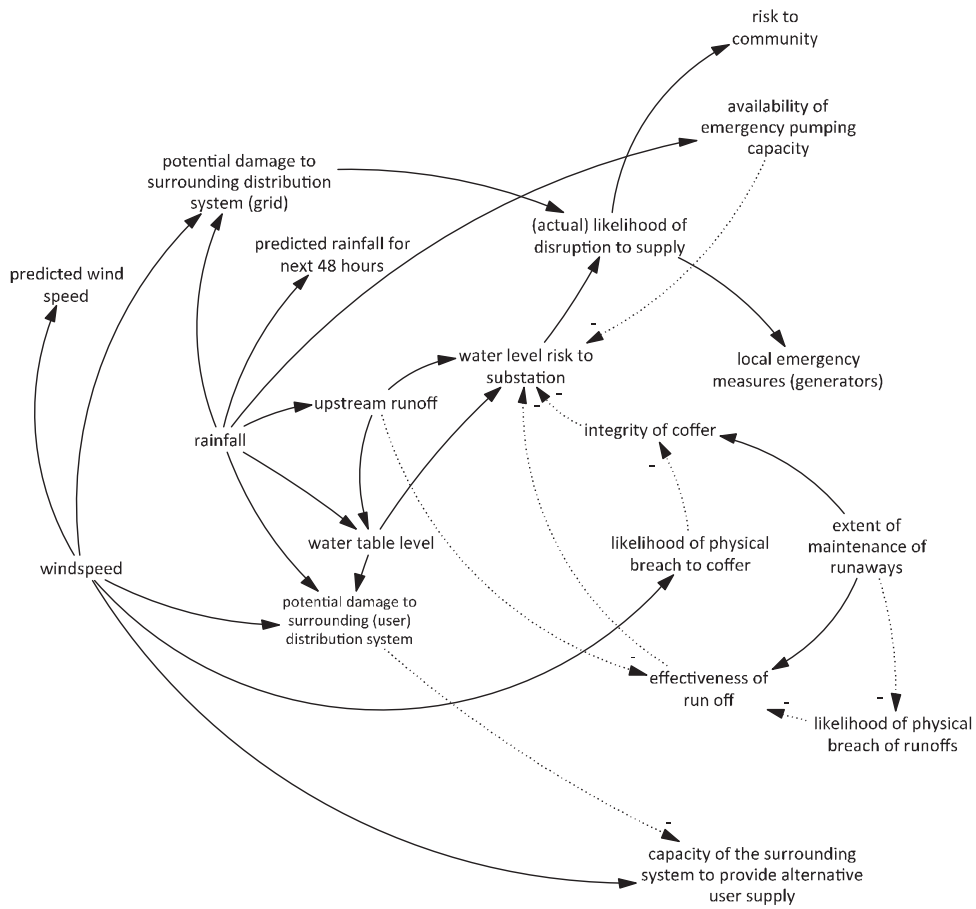 risk to
community
availability of
emergency pumping
capacity
potential damage to
surrounding distribution
system (grid)
(actual) likelihood of
disruption to supply
predicted rainfall for
next 48 hours
predicted wind
speed
-
water level risk to
substation
local emergency
measures (generators)
-
-
upstream runoff
integrity of coffer
rainfall
-
extent of
maintenance of
runaways
water table level
likelihood of physical
breach to coffer
windspeed
potential damage to
surrounding (user)
distribution system
-
effectiveness of
run off
-
-
likelihood of physical
breach of runoffs
-
capacity of the surrounding
system to provide alternative
user supply